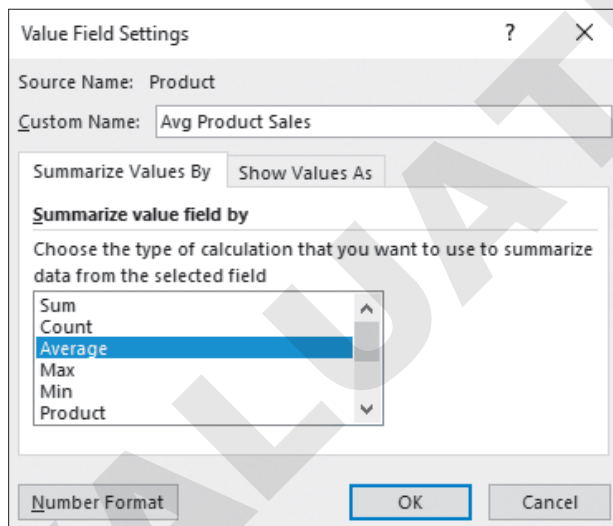 Value Field Settings ? ×
Source Name: Product
Custom Name: Avg Product Sales
Summarize Values By Show Values As
Summarize value field by
Choose the type of calculation that you want to use to summarize
data from the selected field
Sum
Count
Average
Max
Min
Product
Number Format OK Cancel